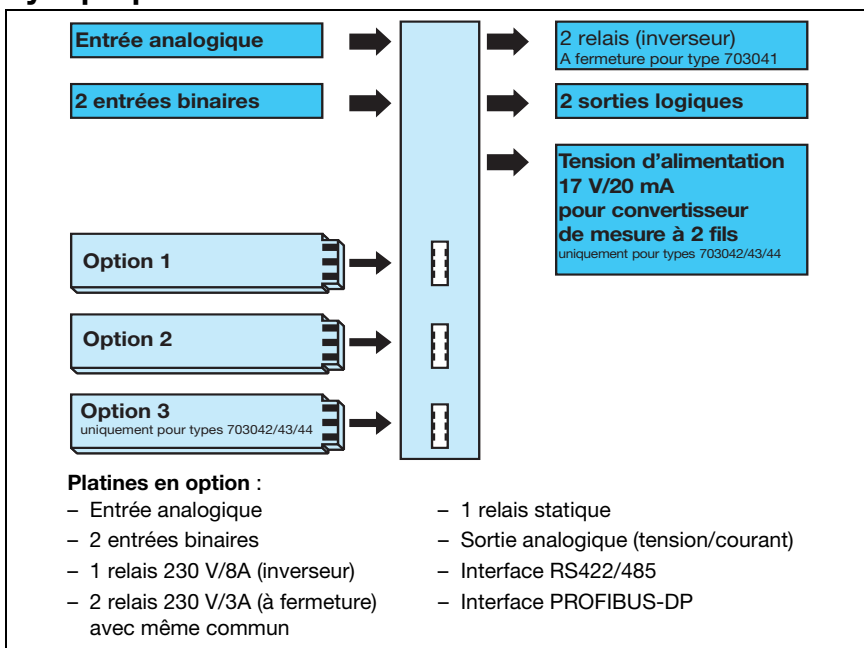 Entrée analogique
2 entrées binaires
2 relais (inverseur)
A fermeture pour type 703041
2 sorties logiques
Tension d’alimentation
17 V/20 mA
pour convertisseur
de mesure à 2 fils
uniquement pour types 703042/43/44
Option 1
Option 2
Option 3
uniquement pour types 703042/43/44
Platines en option :
– Entrée analogique
– 2 entrées binaires
– 1 relais 230 V/8A (inverseur)
– 2 relais 230 V/3A (à fermeture)
avec même commun
– 1 relais statique
– Sortie analogique (tension/courant)
– Interface RS422/485
– Interface PROFIBUS-DP